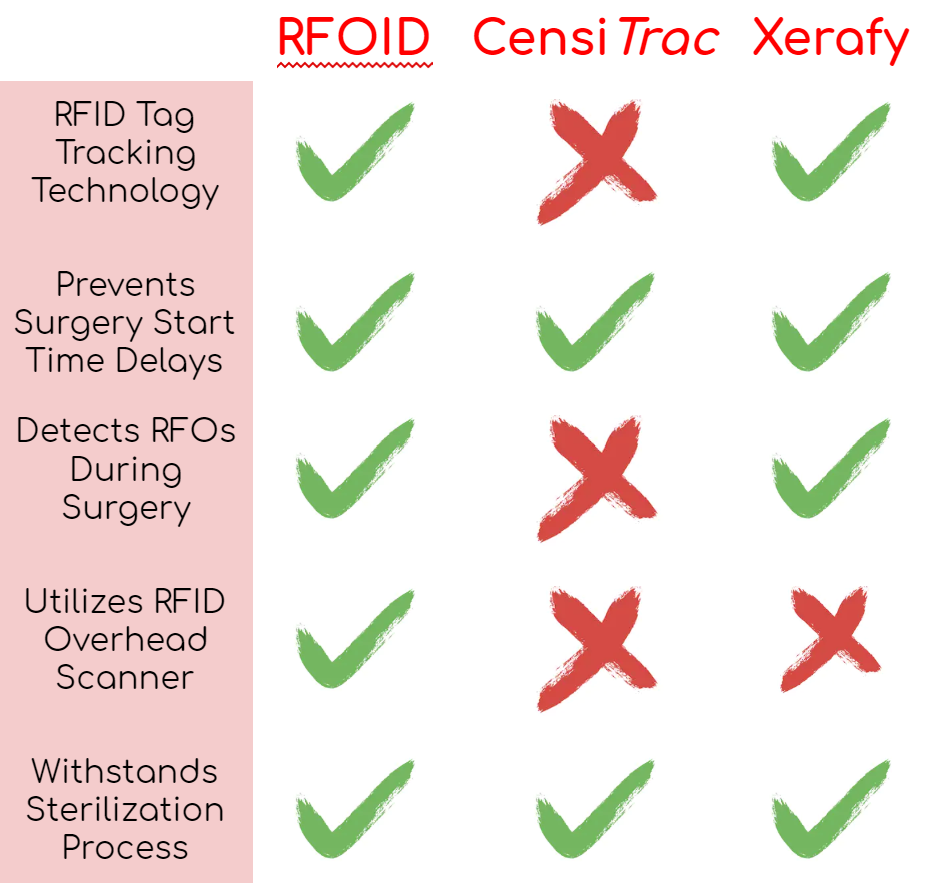 RFOID CensiTrac Xerafy
RFID Tag
Tracking
Technology
Prevents
Surgery Start
Time Delays
Detects RFOs
During
Surgery
Utilizes RFID
Overhead
Scanner
Withstands
Sterilization
Process